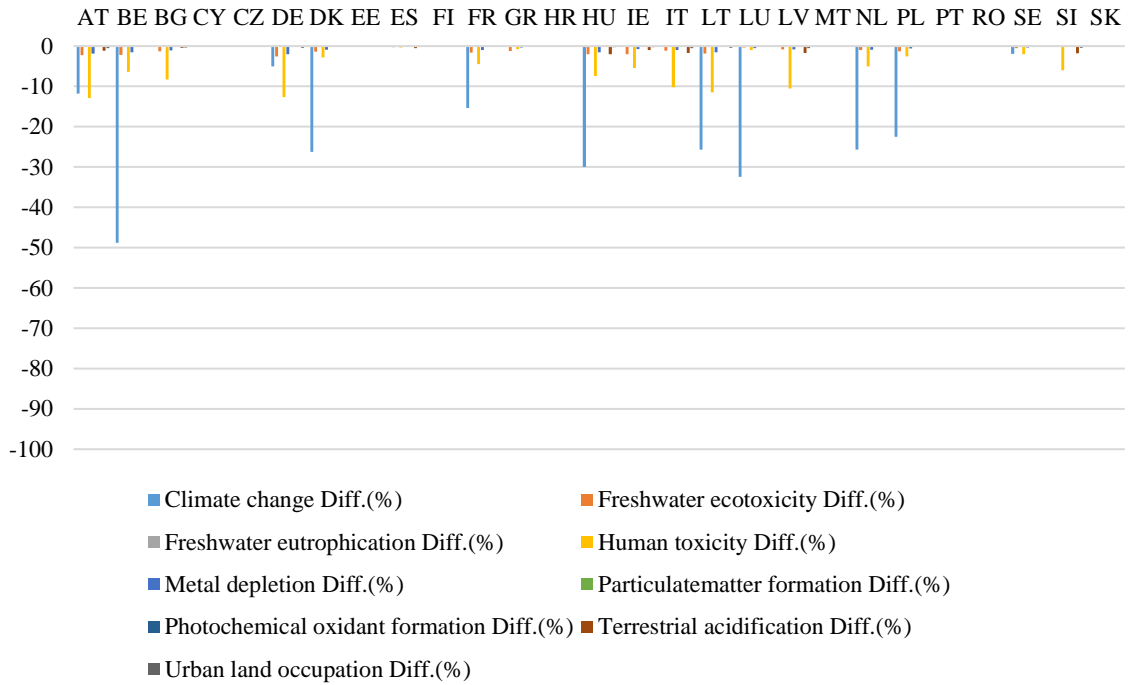 AT BE BG CY CZ DE DK EE ES FI FR GR HR HU IE IT LT LU LV MT NL PL PT RO SE SI SK
0
-10
-20
-30
-40
-50
-60
-70
-80
-90
-100
Climate change Diff.(%) Freshwater ecotoxicity Diff.(%)
Freshwater eutrophication Diff.(%) Human toxicity Diff.(%)
Metal depletion Diff.(%) Particulatematter formation Diff.(%)
Photochemical oxidant formation Diff.(%) Terrestrial acidification Diff.(%)
Urban land occupation Diff.(%)